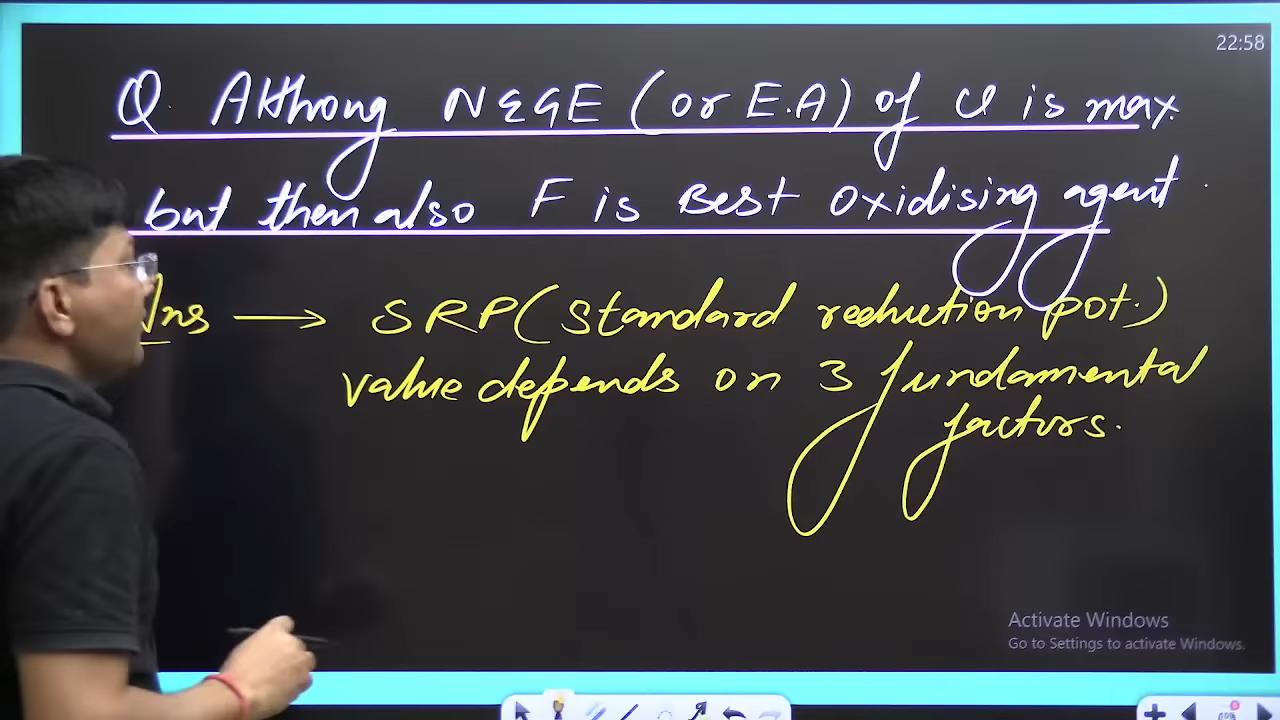 22:58
Q. Although NEGE (or E.A) of Cl is max.
but then also F is Best oxidising agent
Ans → SRP (Standard reduction pot.)
value depends on 3 fundamental
factors.
Activate Windows
Go to Settings to activate Windows.